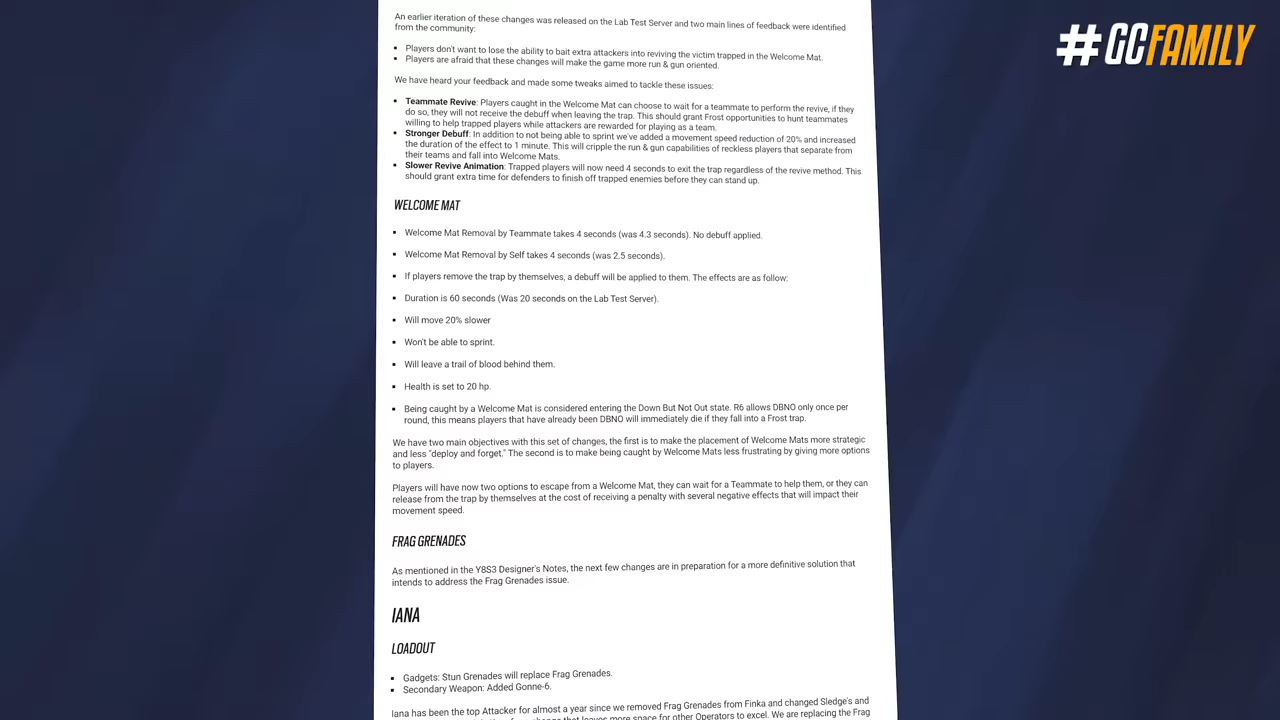 #GCFAMILY
An earlier iteration of these changes was released on the Lab Test Server and two main lines of feedback were identified
from the community:
▪ Players don't want to lose the ability to bait extra attackers into reviving the victim trapped in the Welcome Mat.
▪ Players are afraid that these changes will make the game more run & gun oriented.
We have heard your feedback and made some tweaks aimed to tackle these issues:
▪ Teammate Revive: Players caught in the Welcome Mat can choose to wait for a teammate to perform the revive, if they
do so, they will not receive the debuff when leaving the trap. This should grant Frost opportunities to hunt teammates
willing to help trapped players while attackers are rewarded for playing as a team.
▪ Stronger Debuff: In addition to not being able to sprint we've added a movement speed reduction of 20% and increased
the duration of the effect to 1 minute. This will cripple the run & gun capabilities of reckless players that separate from
their teams and fall into Welcome Mats.
▪ Slower Revive Animation: Trapped players will now need 4 seconds to exit the trap regardless of the revive method. This
should grant extra time for defenders to finish off trapped enemies before they can stand up.
WELCOME MAT
▪ Welcome Mat Removal by Teammate takes 4 seconds (was 4.3 seconds). No debuff applied.
▪ Welcome Mat Removal by Self takes 4 seconds (was 2.5 seconds).
▪ If players remove the trap by themselves, a debuff will be applied to them. The effects are as follow:
▪ Duration is 60 seconds (Was 20 seconds on the Lab Test Server).
▪ Will move 20% slower
▪ Won't be able to sprint.
▪ Will leave a trail of blood behind them.
▪ Health is set to 20 hp.
▪ Being caught by a Welcome Mat is considered entering the Down But Not Out state. R6 allows DBNO only once per
round, this means players that have already been DBNO will immediately die if they fall into a Frost trap.
We have two main objectives with this set of changes, the first is to make the placement of Welcome Mats more strategic
and less "deploy and forget." The second is to make being caught by Welcome Mats less frustrating by giving more options
to players.
Players will have now two options to escape from a Welcome Mat, they can wait for a Teammate to help them, or they can
release from the trap by themselves at the cost of receiving a penalty with several negative effects that will impact their
movement speed.
FRAG GRENADES
As mentioned in the Y8S3 Designer's Notes, the next few changes are in preparation for a more definitive solution that
intends to address the Frag Grenades issue.
IANA
LOADOUT
▪ Gadgets: Stun Grenades will replace Frag Grenades.
▪ Secondary Weapon: Added Gonne-6.
Iana has been the top Attacker for almost a year since we removed Frag Grenades from Finka and changed Sledge's and
change that leaves more space for other Operators to excel. We are replacing the Frag